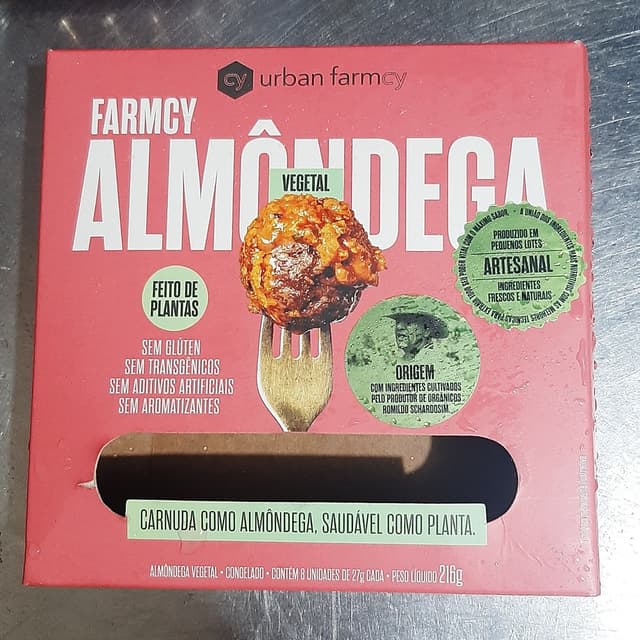 cy urban farmcy
FARMCY
ALMÔNDEGA
VEGETAL
FEITO DE
PLANTAS
SEM GLÚTEN
SEM TRANSGÊNICOS
SEM ADITIVOS ARTIFICIAIS
SEM AROMATIZANTES
PRODUZIDO EM
PEQUENOS LOTES
ARTESANAL
INGREDIENTES
FRESCOS E NATURAIS
ORIGEM
COM INGREDIENTES CULTIVADOS
PELO PRODUTOR DE ORGÂNICOS
ROMILDO SCHARDOSIM
CARNUDA COMO ALMÔNDEGA, SAUDÁVEL COMO PLANTA.
ALMÔNDEGA VEGETAL • CONGELADO • CONTÉM 8 UNIDADES DE 27g CADA • PESO LÍQUIDO 216g